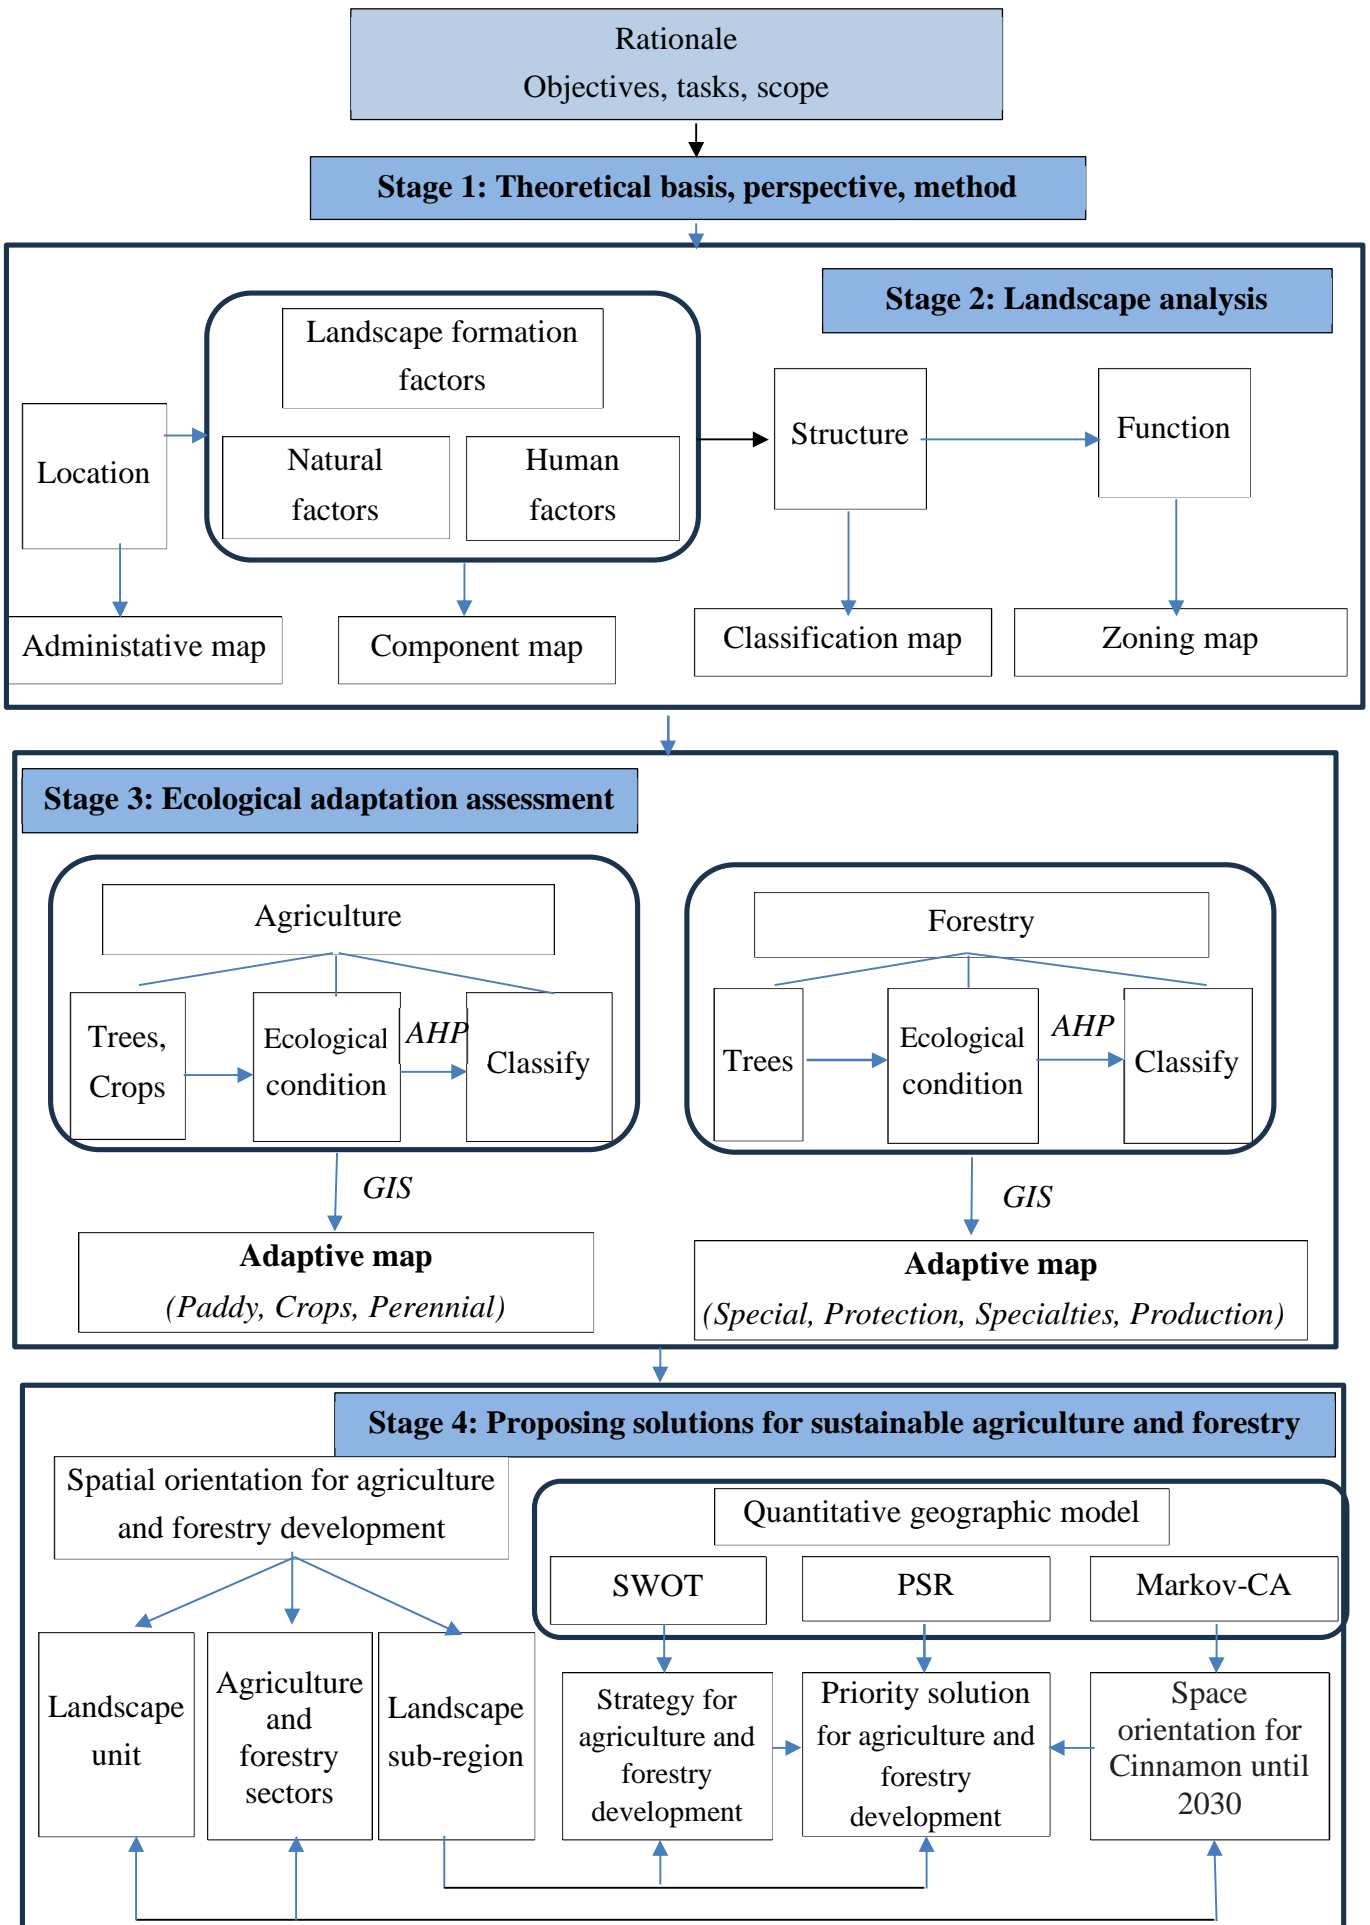 Rationale
Objectives, tasks, scope
Stage 1: Theoretical basis, perspective, method
Stage 2: Landscape analysis
Landscape formation
factors
Location
Natural
factors
Human
factors
Structure
Function
Administative map
Component map
Classification map
Zoning map
Stage 3: Ecological adaptation assessment
Agriculture
Trees,
Crops
Ecological
condition
AHP
Classify
GIS
Adaptive map
(Paddy, Crops, Perennial)
Forestry
Trees
Ecological
condition
AHP
Classify
GIS
Adaptive map
(Special, Protection, Specialties, Production)
Stage 4: Proposing solutions for sustainable agriculture and forestry
Spatial orientation for agriculture
and forestry development
Quantitative geographic model
SWOT
PSR
Markov-CA
Landscape
unit
Agriculture
and
forestry
sectors
Landscape
sub-region
Strategy for
agriculture and
forestry
development
Priority solution
for agriculture and
forestry
development
Space
orientation for
Cinnamon until
2030